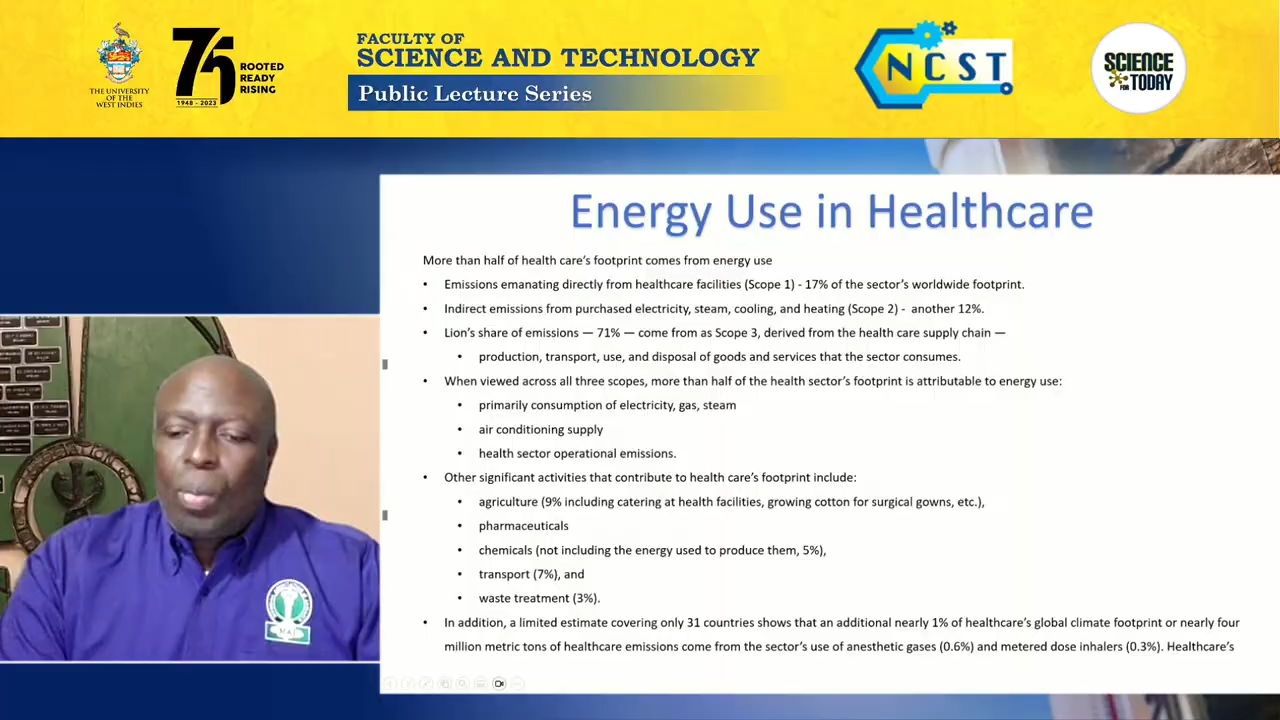 THE UNIVERSITY
OF THE
WEST INDIES
75
1948 - 2023
ROOTED
READY
RISING
FACULTY OF
SCIENCE AND TECHNOLOGY
Public Lecture Series
NCST
SCIENCE
FOR
TODAY
Energy Use in Healthcare
More than half of health care's footprint comes from energy use
• Emissions emanating directly from healthcare facilities (Scope 1) - 17% of the sector's worldwide footprint.
• Indirect emissions from purchased electricity, steam, cooling, and heating (Scope 2) - another 12%.
• Lion's share of emissions — 71% — come from as Scope 3, derived from the health care supply chain —
• production, transport, use, and disposal of goods and services that the sector consumes.
• When viewed across all three scopes, more than half of the health sector's footprint is attributable to energy use:
• primarily consumption of electricity, gas, steam
• air conditioning supply
• health sector operational emissions.
• Other significant activities that contribute to health care's footprint include:
• agriculture (9% including catering at health facilities, growing cotton for surgical gowns, etc.),
• pharmaceuticals
• chemicals (not including the energy used to produce them, 5%),
• transport (7%), and
• waste treatment (3%).
• In addition, a limited estimate covering only 31 countries shows that an additional nearly 1% of healthcare's global climate footprint or nearly four
million metric tons of healthcare emissions come from the sector's use of anesthetic gases (0.6%) and metered dose inhalers (0.3%). Healthcare's